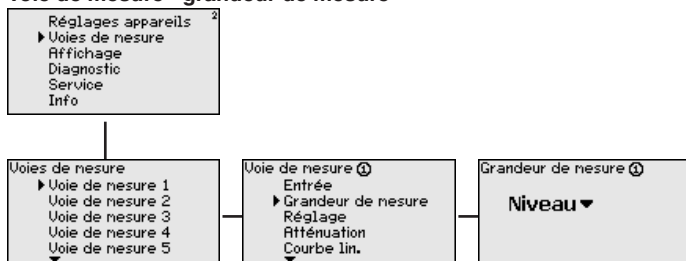 Voie de mesure - grandeur de mesure
Réglages appareils 2
Voies de mesure
Affichage
Diagnostic
Service
Info
Voies de mesure
Voie de mesure 1
Voie de mesure 2
Voie de mesure 3
Voie de mesure 4
Voie de mesure 5
Voie de mesure ①
Entrée
Grandeur de mesure
Réglage
Atténuation
Courbe lin.
Grandeur de mesure ①
Niveau